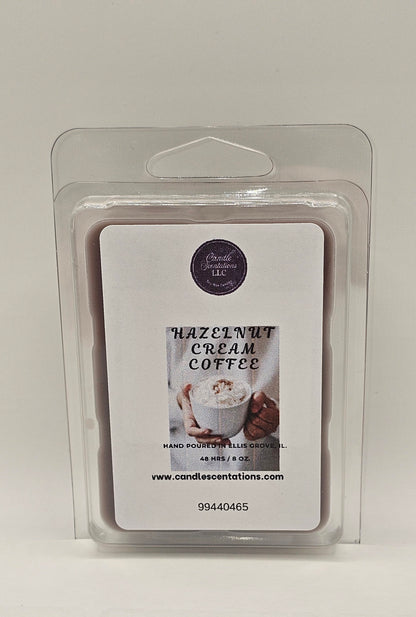 Candle
Scentations
LLC
HAZELNUT
CREAM
COFFEE
HAND POURED IN ELLIS GROVE, IL.
48 HRS / 8 OZ.
www.candlescentations.com
99440465